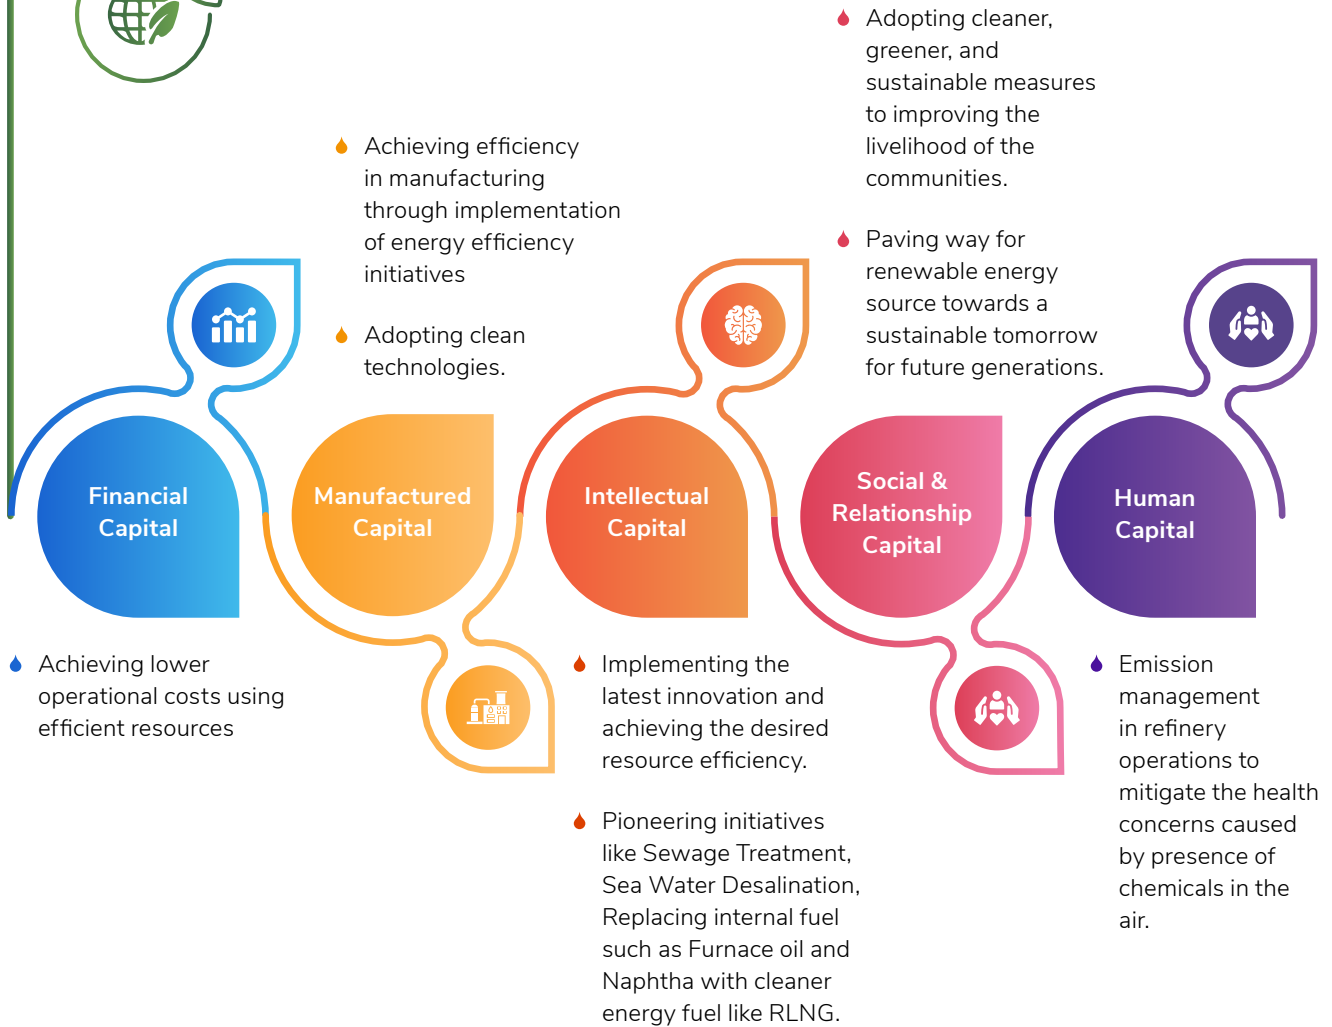 Adopting cleaner,
greener, and
sustainable measures
to improving the
livelihood of the
communities.
Paving way for
renewable energy
source towards a
sustainable tomorrow
for future generations.
Achieving efficiency
in manufacturing
through implementation
of energy efficiency
initiatives
Adopting clean
technologies.
Financial
Capital
Manufactured
Capital
Intellectual
Capital
Social &
Relationship
Capital
Human
Capital
Achieving lower
operational costs using
efficient resources
Implementing the
latest innovation and
achieving the desired
resource efficiency.
Pioneering initiatives
like Sewage Treatment,
Sea Water Desalination,
Replacing internal fuel
such as Furnace oil and
Naphtha with cleaner
energy fuel like RLNG.
Emission
management
in refinery
operations to
mitigate the health
concerns caused
by presence of
chemicals in the
air.